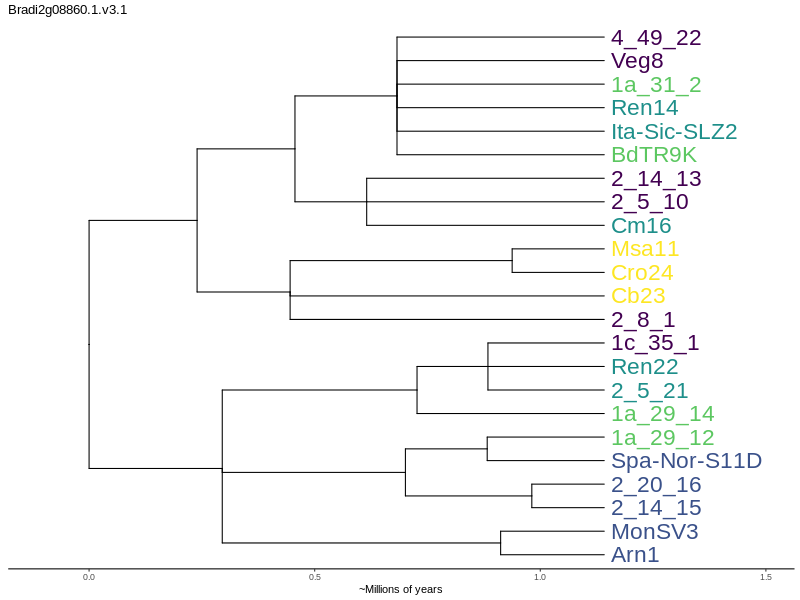 Bradi2g08860.1.v3.1
4_49_22
Veg8
1a_31_2
Ren14
Ita-Sic-SLZ2
BdTR9K
2_14_13
2_5_10
Cm16
Msa11
Cro24
Cb23
2_8_1
1c_35_1
Ren22
2_5_21
1a_29_14
1a_29_12
Spa-Nor-S11D
2_20_16
2_14_15
MonSV3
Arn1
0.0 0.5 1.0 1.5
~Millions of years